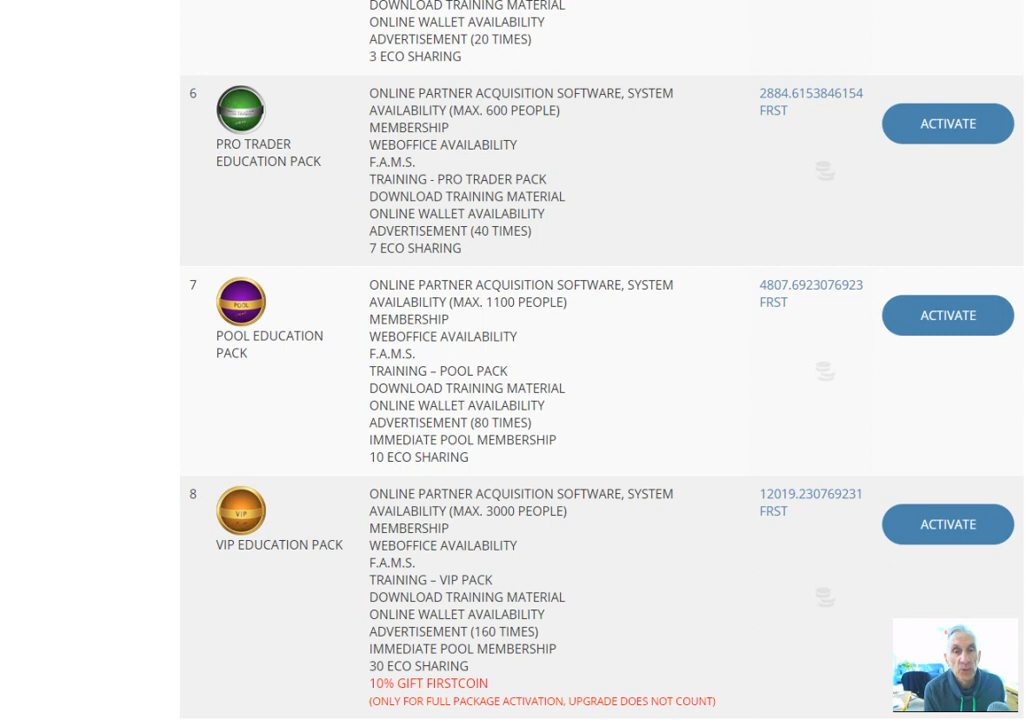 DOWNLOAD TRAINING MATERIAL
ONLINE WALLET AVAILABILITY
ADVERTISEMENT (20 TIMES)
3 ECO SHARING
6
PRO TRADER
EDUCATION PACK
ONLINE PARTNER ACQUISITION SOFTWARE, SYSTEM
AVAILABILITY (MAX. 600 PEOPLE)
MEMBERSHIP
WEBOFFICE AVAILABILITY
F.A.M.S.
TRAINING - PRO TRADER PACK
DOWNLOAD TRAINING MATERIAL
ONLINE WALLET AVAILABILITY
ADVERTISEMENT (40 TIMES)
7 ECO SHARING
2884.6153846154
FRST
ACTIVATE
7
POOL
POOL EDUCATION
PACK
ONLINE PARTNER ACQUISITION SOFTWARE, SYSTEM
AVAILABILITY (MAX. 1100 PEOPLE)
MEMBERSHIP
WEBOFFICE AVAILABILITY
F.A.M.S.
TRAINING – POOL PACK
DOWNLOAD TRAINING MATERIAL
ONLINE WALLET AVAILABILITY
ADVERTISEMENT (80 TIMES)
IMMEDIATE POOL MEMBERSHIP
10 ECO SHARING
4807.6923076923
FRST
ACTIVATE
8
VIP
VIP EDUCATION PACK
ONLINE PARTNER ACQUISITION SOFTWARE, SYSTEM
AVAILABILITY (MAX. 3000 PEOPLE)
MEMBERSHIP
WEBOFFICE AVAILABILITY
F.A.M.S.
TRAINING – VIP PACK
DOWNLOAD TRAINING MATERIAL
ONLINE WALLET AVAILABILITY
ADVERTISEMENT (160 TIMES)
IMMEDIATE POOL MEMBERSHIP
30 ECO SHARING
10% GIFT FIRSTCOIN
(ONLY FOR FULL PACKAGE ACTIVATION, UPGRADE DOES NOT COUNT)
12019.230769231
FRST
ACTIVATE